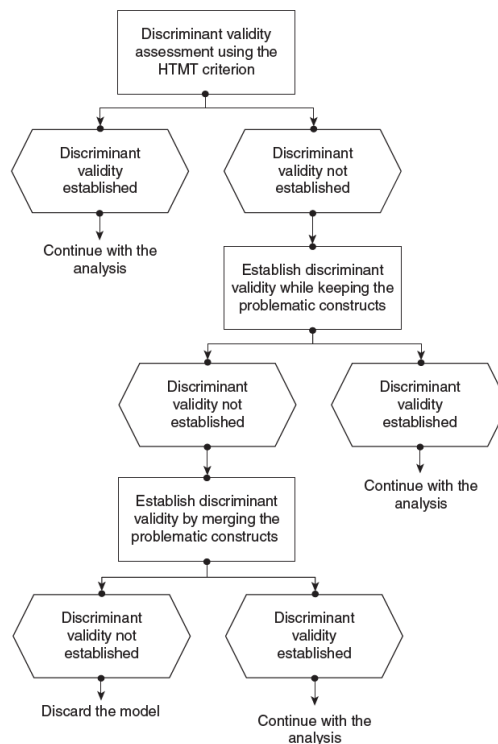 Discriminant validity
assessment using the
HTMT criterion
Discriminant
validity
established
Discriminant
validity not
established
Continue with the
analysis
Establish discriminant
validity while keeping the
problematic constructs
Discriminant
validity not
established
Discriminant
validity
established
Continue with the
analysis
Establish discriminant
validity by merging the
problematic constructs
Discriminant
validity not
established
Discriminant
validity
established
Discard the model
Continue with the
analysis